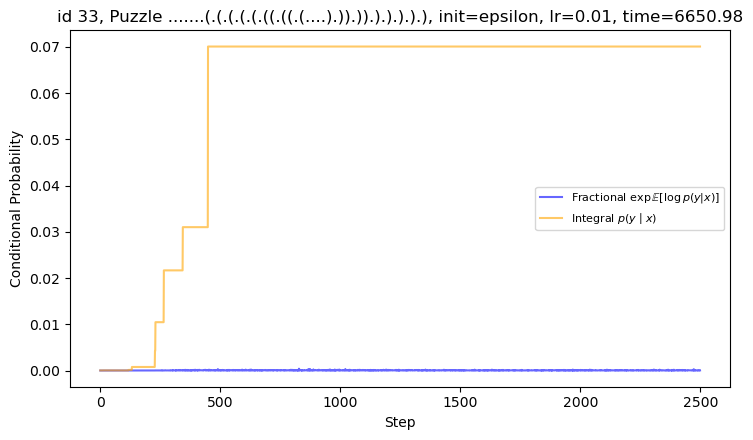 id 33, Puzzle .......(.(.(.(.(.((.((.(....).)).)).).).).).), init=epsilon, lr=0.01, time=6650.98
0.07
0.06
0.05
0.04
0.03
0.02
0.01
0.00
Conditional Probability
Fractional exp𝔼[log p(y|x)]
Integral p(y | x)
0 500 1000 1500 2000 2500
Step